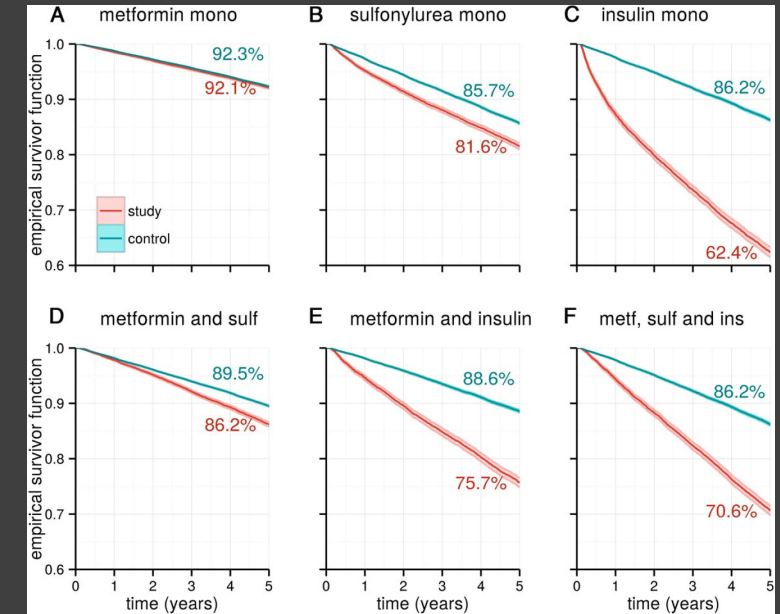 A metformin mono
B sulfonylurea mono
C insulin mono
empirical survivor function
1.0
0.9
0.8
0.7
0.6
92.3%
92.1%
study
control
85.7%
81.6%
86.2%
62.4%
D metformin and sulf
E metformin and insulin
F metf, sulf and ins
empirical survivor function
1.0
0.9
0.8
0.7
0.6
89.5%
86.2%
88.6%
75.7%
86.2%
70.6%
0 1 2 3 4 5
0 1 2 3 4 5
0 1 2 3 4 5
time (years)
time (years)
time (years)